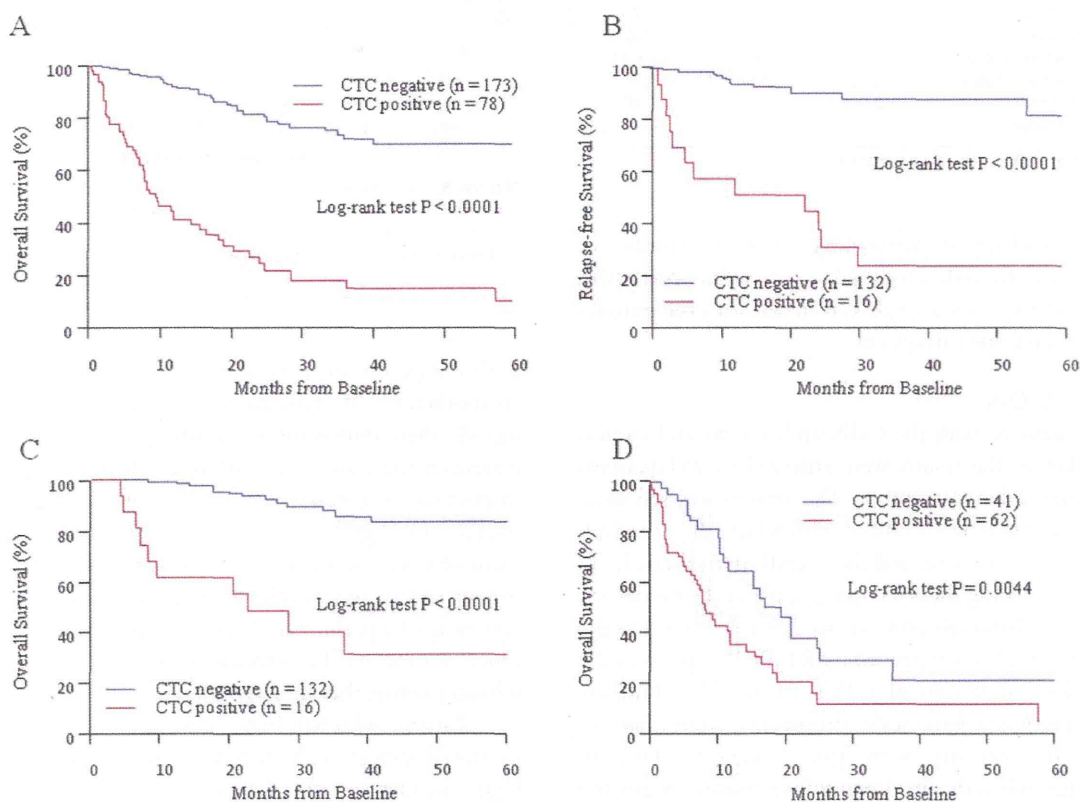 A
100
80
60
40
20
0
Overall Survival (%)
CTC negative (n = 173)
CTC positive (n = 78)
Log-rank test P < 0.0001
0 10 20 30 40 50 60
Months from Baseline
B
100
80
60
40
20
0
Relapse-free Survival (%)
Log-rank test P < 0.0001
CTC negative (n = 132)
CTC positive (n = 16)
0 10 20 30 40 50 60
Months from Baseline
C
100
80
60
40
20
0
Overall Survival (%)
Log-rank test P < 0.0001
CTC negative (n = 132)
CTC positive (n = 16)
0 10 20 30 40 50 60
Months from Baseline
D
100
80
60
40
20
0
Overall Survival (%)
CTC negative (n = 41)
CTC positive (n = 62)
Log-rank test P = 0.0044
0 10 20 30 40 50 60
Months from Baseline